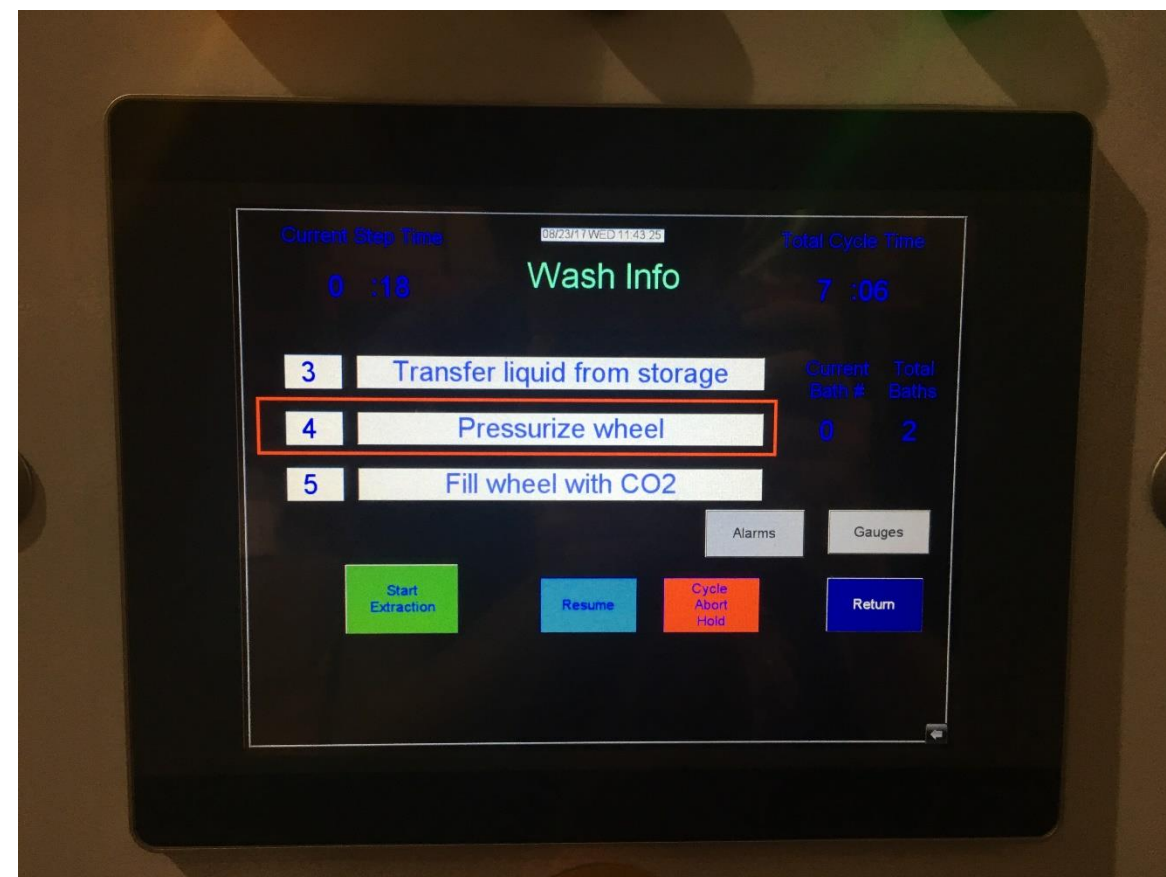 Current Step Time
08/23/17 WED 11:43:25
Total Cycle Time
Wash Info
0 :18
7 :06
3 Transfer liquid from storage
Current Bath #
Total Baths
4 Pressurize wheel
0 2
5 Fill wheel with CO2
Alarms
Gauges
Start
Extraction
Resume
Cycle
Abort
Hold
Return